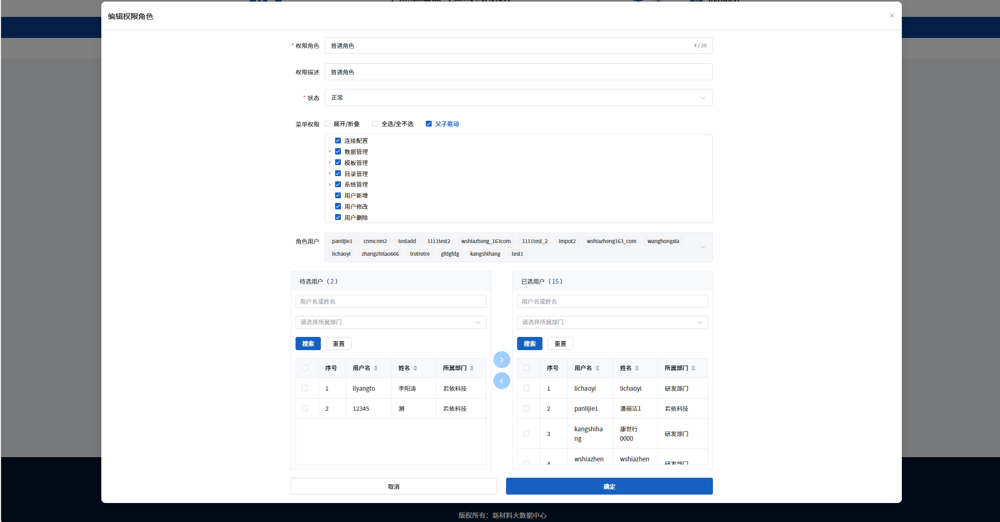 编辑权限角色
* 权限角色 普通角色 4 / 20
权限描述 普通角色
* 状态 正常
菜单权限 展开/折叠 全选/全不选 父子联动
连接配置
数据管理
模板管理
目录管理
系统管理
用户新增
用户修改
用户删除
角色用户 panlijie1 cnmcnm2 testadd 1111test2 wshiazheng_163com 1111test_2 impot2 wshiazheng163_com wanghongxia
lichaoyi zhangzhitao666 tretretre gfdgfdg kangshihang test1
待选用户（2）
用户名或姓名
请选择所属部门
搜索 重置
序号 用户名 姓名 所属部门
1 liyangto 李阳涛 若依科技
2 12345 测 若依科技
已选用户（15）
用户名或姓名
请选择所属部门
搜索 重置
序号 用户名 姓名 所属部门
1 lichaoyi lichaoyi 研发部门
2 panlijie1 潘丽洁1 若依科技
3 kangshiha
ng 康世行
0000 研发部门
4 wshiazhen wshiazhen 研发部门
取消 确定
版权所有：新材料大数据中心